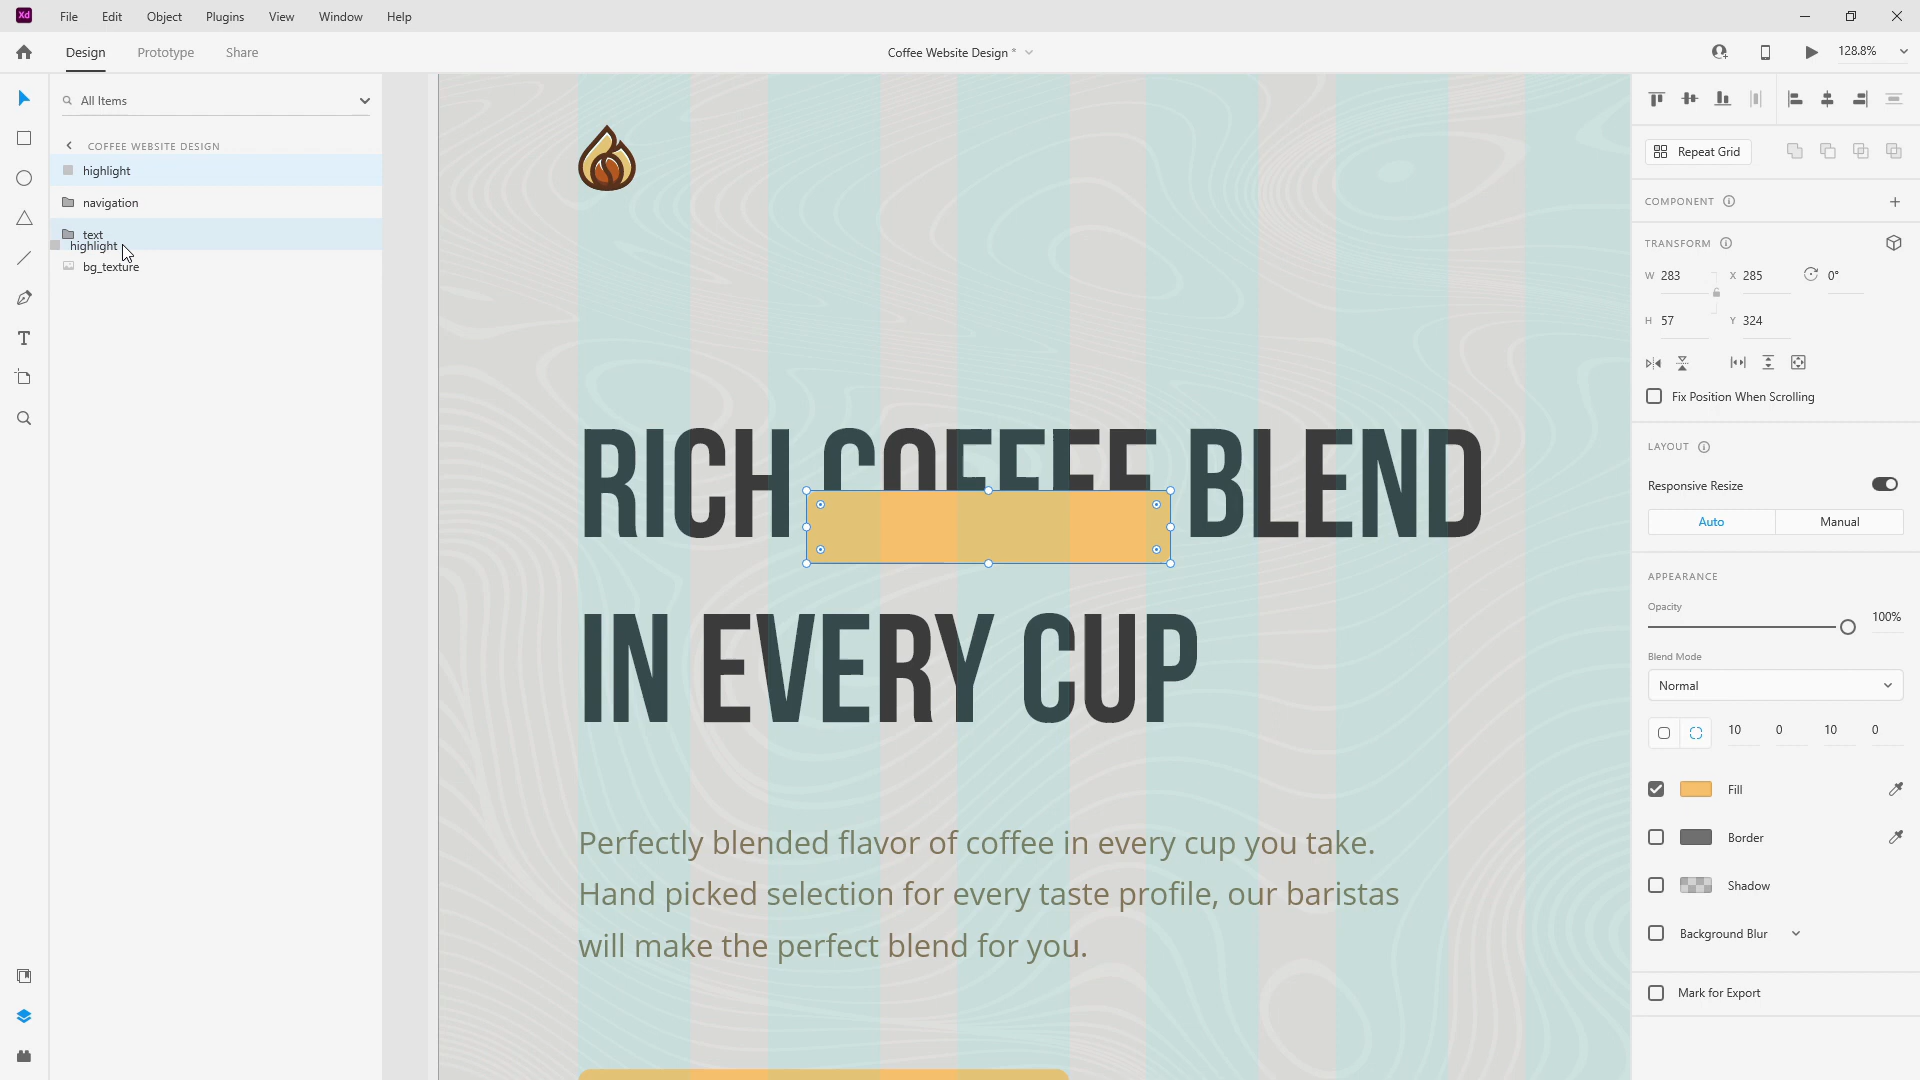 Xd File Edit Object Plugins View Window Help
Design Prototype Share Coffee Website Design * 128.8%
All Items
COFFEE WEBSITE DESIGN
highlight
navigation
text
highlight
bg_texture
RICH COFFEE BLEND
IN EVERY CUP
Perfectly blended flavor of coffee in every cup you take.
Hand picked selection for every taste profile, our baristas
will make the perfect blend for you.
Repeat Grid
COMPONENT
TRANSFORM
W 283 X 285 0°
H 57 Y 324
Fix Position When Scrolling
LAYOUT
Responsive Resize
Auto Manual
APPEARANCE
Opacity
100%
Blend Mode
Normal
10 0 10 0
Fill
Border
Shadow
Background Blur
Mark for Export